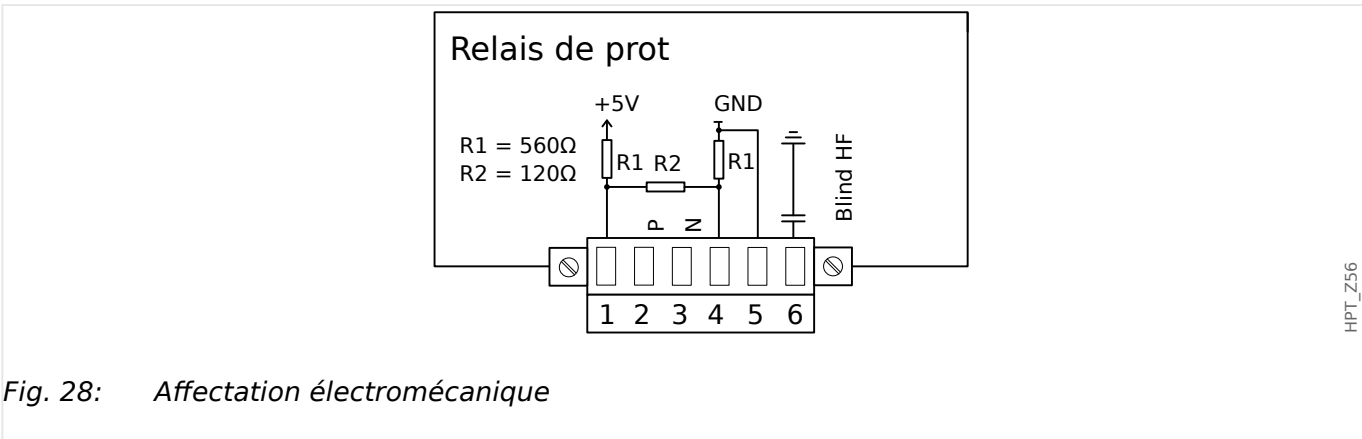 Relais de prot
+5V
GND
R1 = 560Ω
R2 = 120Ω
R1
R2
R1
Blind HF
P
N
1 2 3 4 5 6
HPT_Z56
Fig. 28: Affectation électromécanique